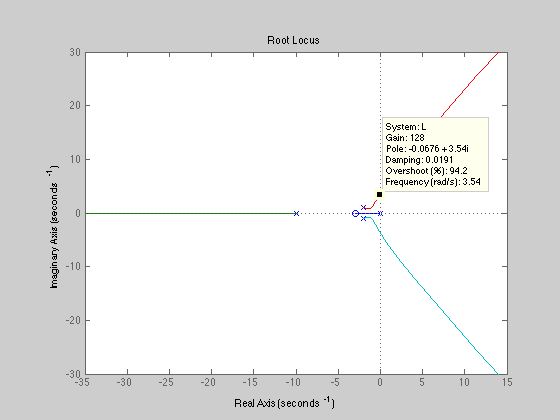 Root Locus
30
20
10
0
-10
-20
-30
System: L
Gain: 128
Pole: -0.0676 + 3.54i
Damping: 0.0191
Overshoot (%): 94.2
Frequency (rad/s): 3.54
Imaginary Axis (seconds -1)
-35 -30 -25 -20 -15 -10 -5 0 5 10 15
Real Axis (seconds -1)